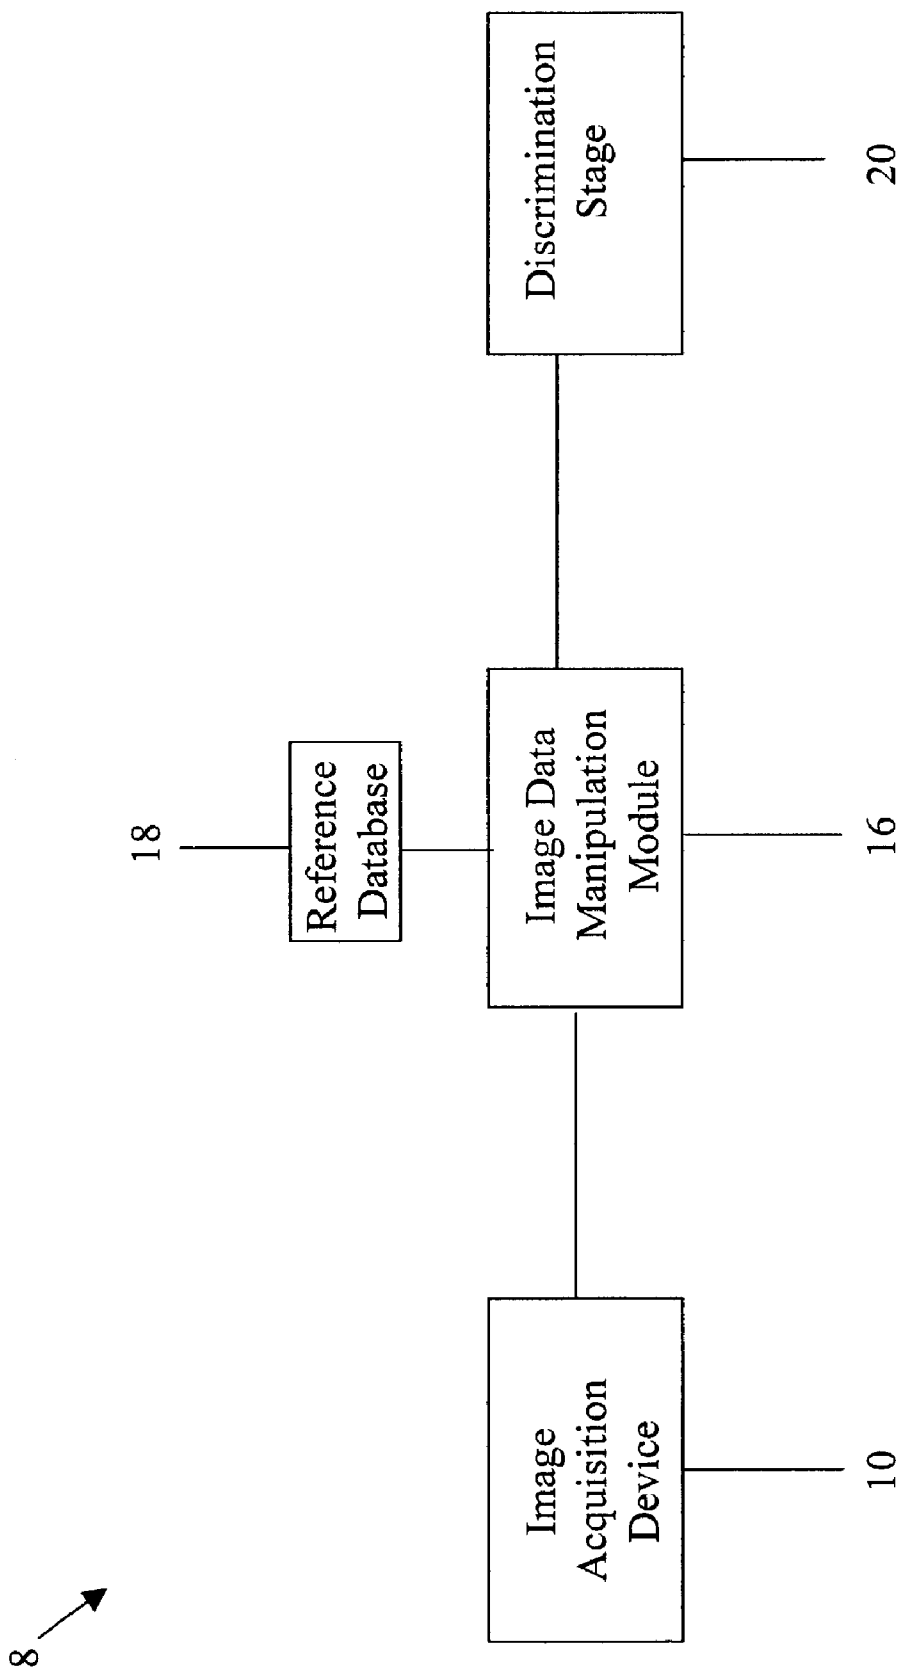 8
18
Reference
Database
Image
Acquisition
Device
Image Data
Manipulation
Module
Discrimination
Stage
10
16
20